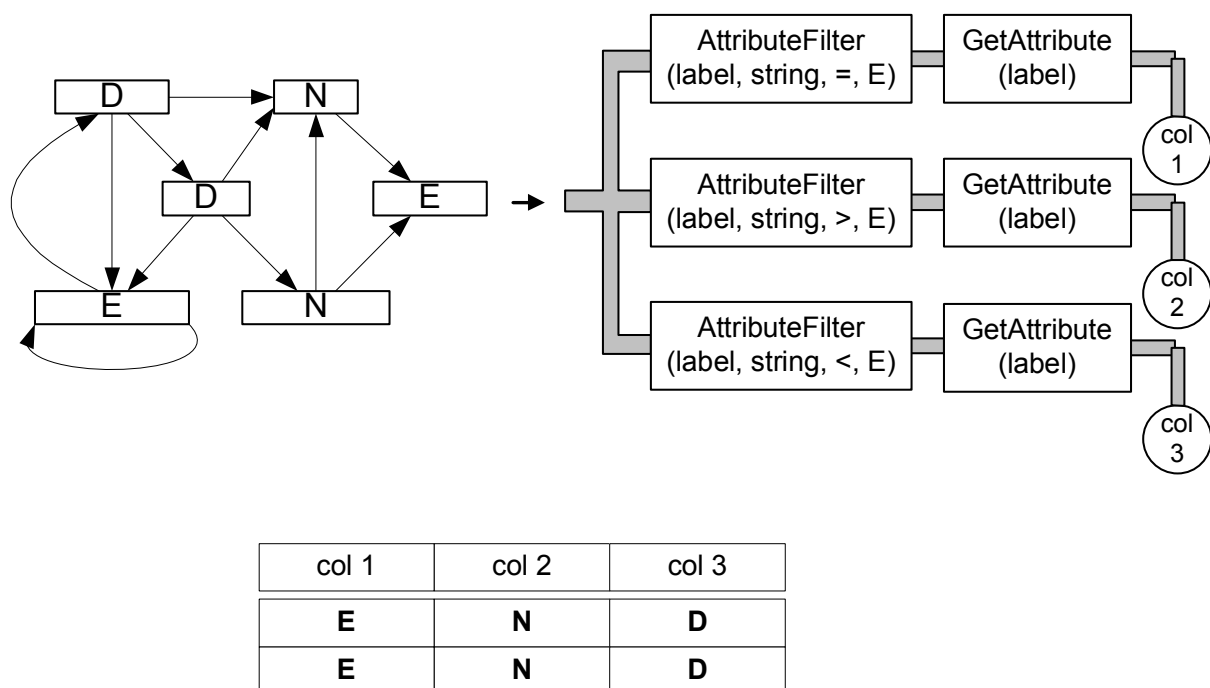 D
N
D
E
E
N
AttributeFilter
(label, string, =, E)
GetAttribute
(label)
col
1
AttributeFilter
(label, string, >, E)
GetAttribute
(label)
col
2
AttributeFilter
(label, string, <, E)
GetAttribute
(label)
col
3
col 1 col 2 col 3
E N D
E N D